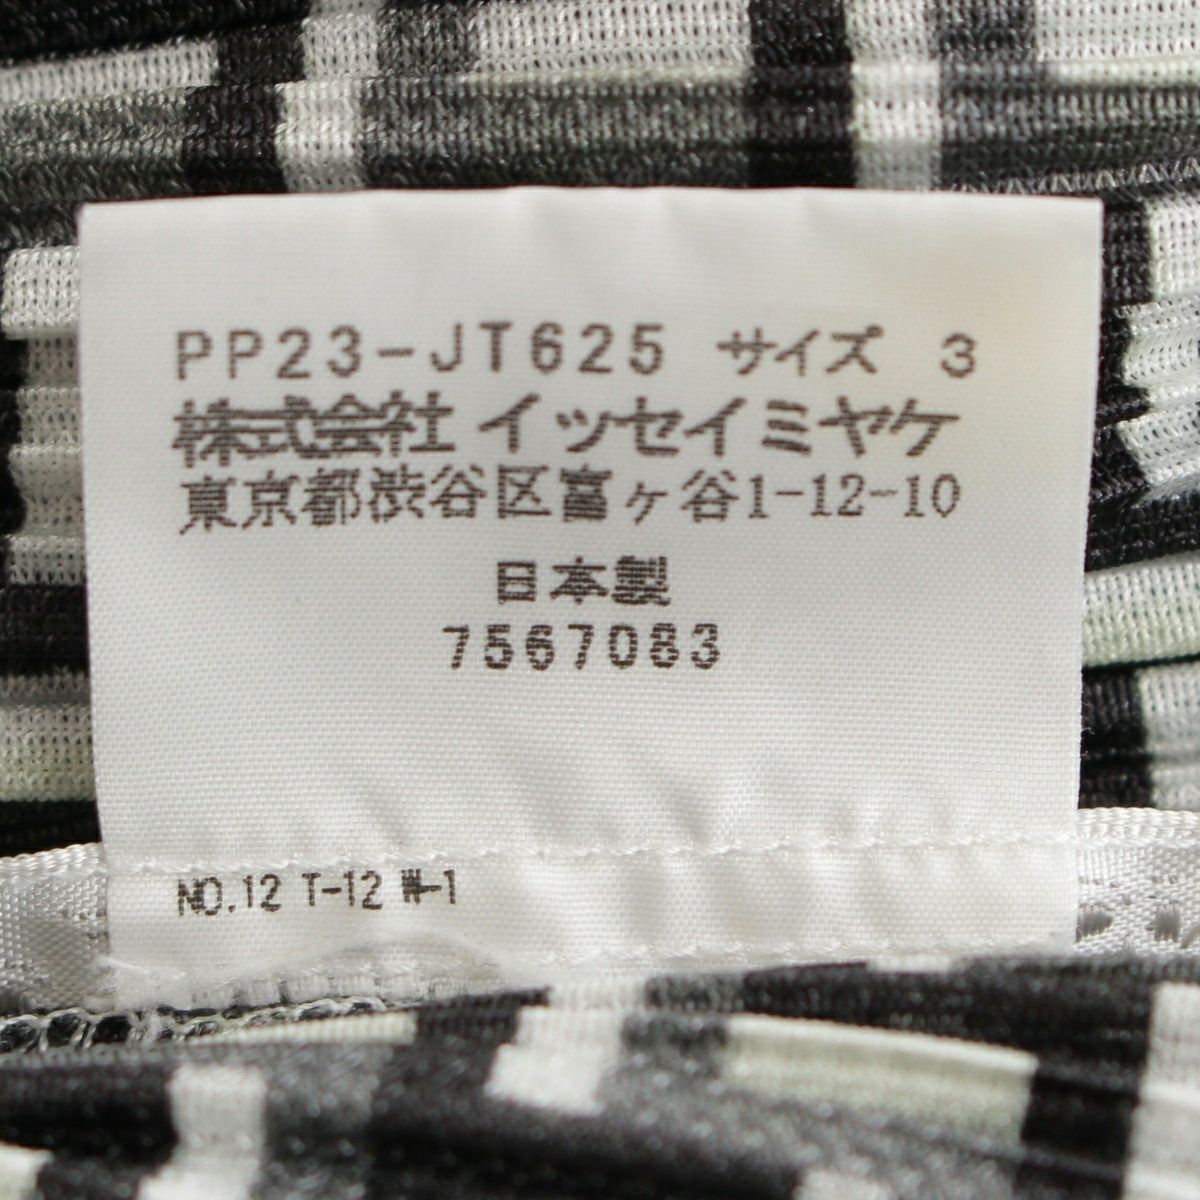 PP23-JT625 サイズ 3
株式会社 イッセイミヤケ
東京都渋谷区富ヶ谷1-12-10
日本製
7567083
NO.12 T-12 W-1